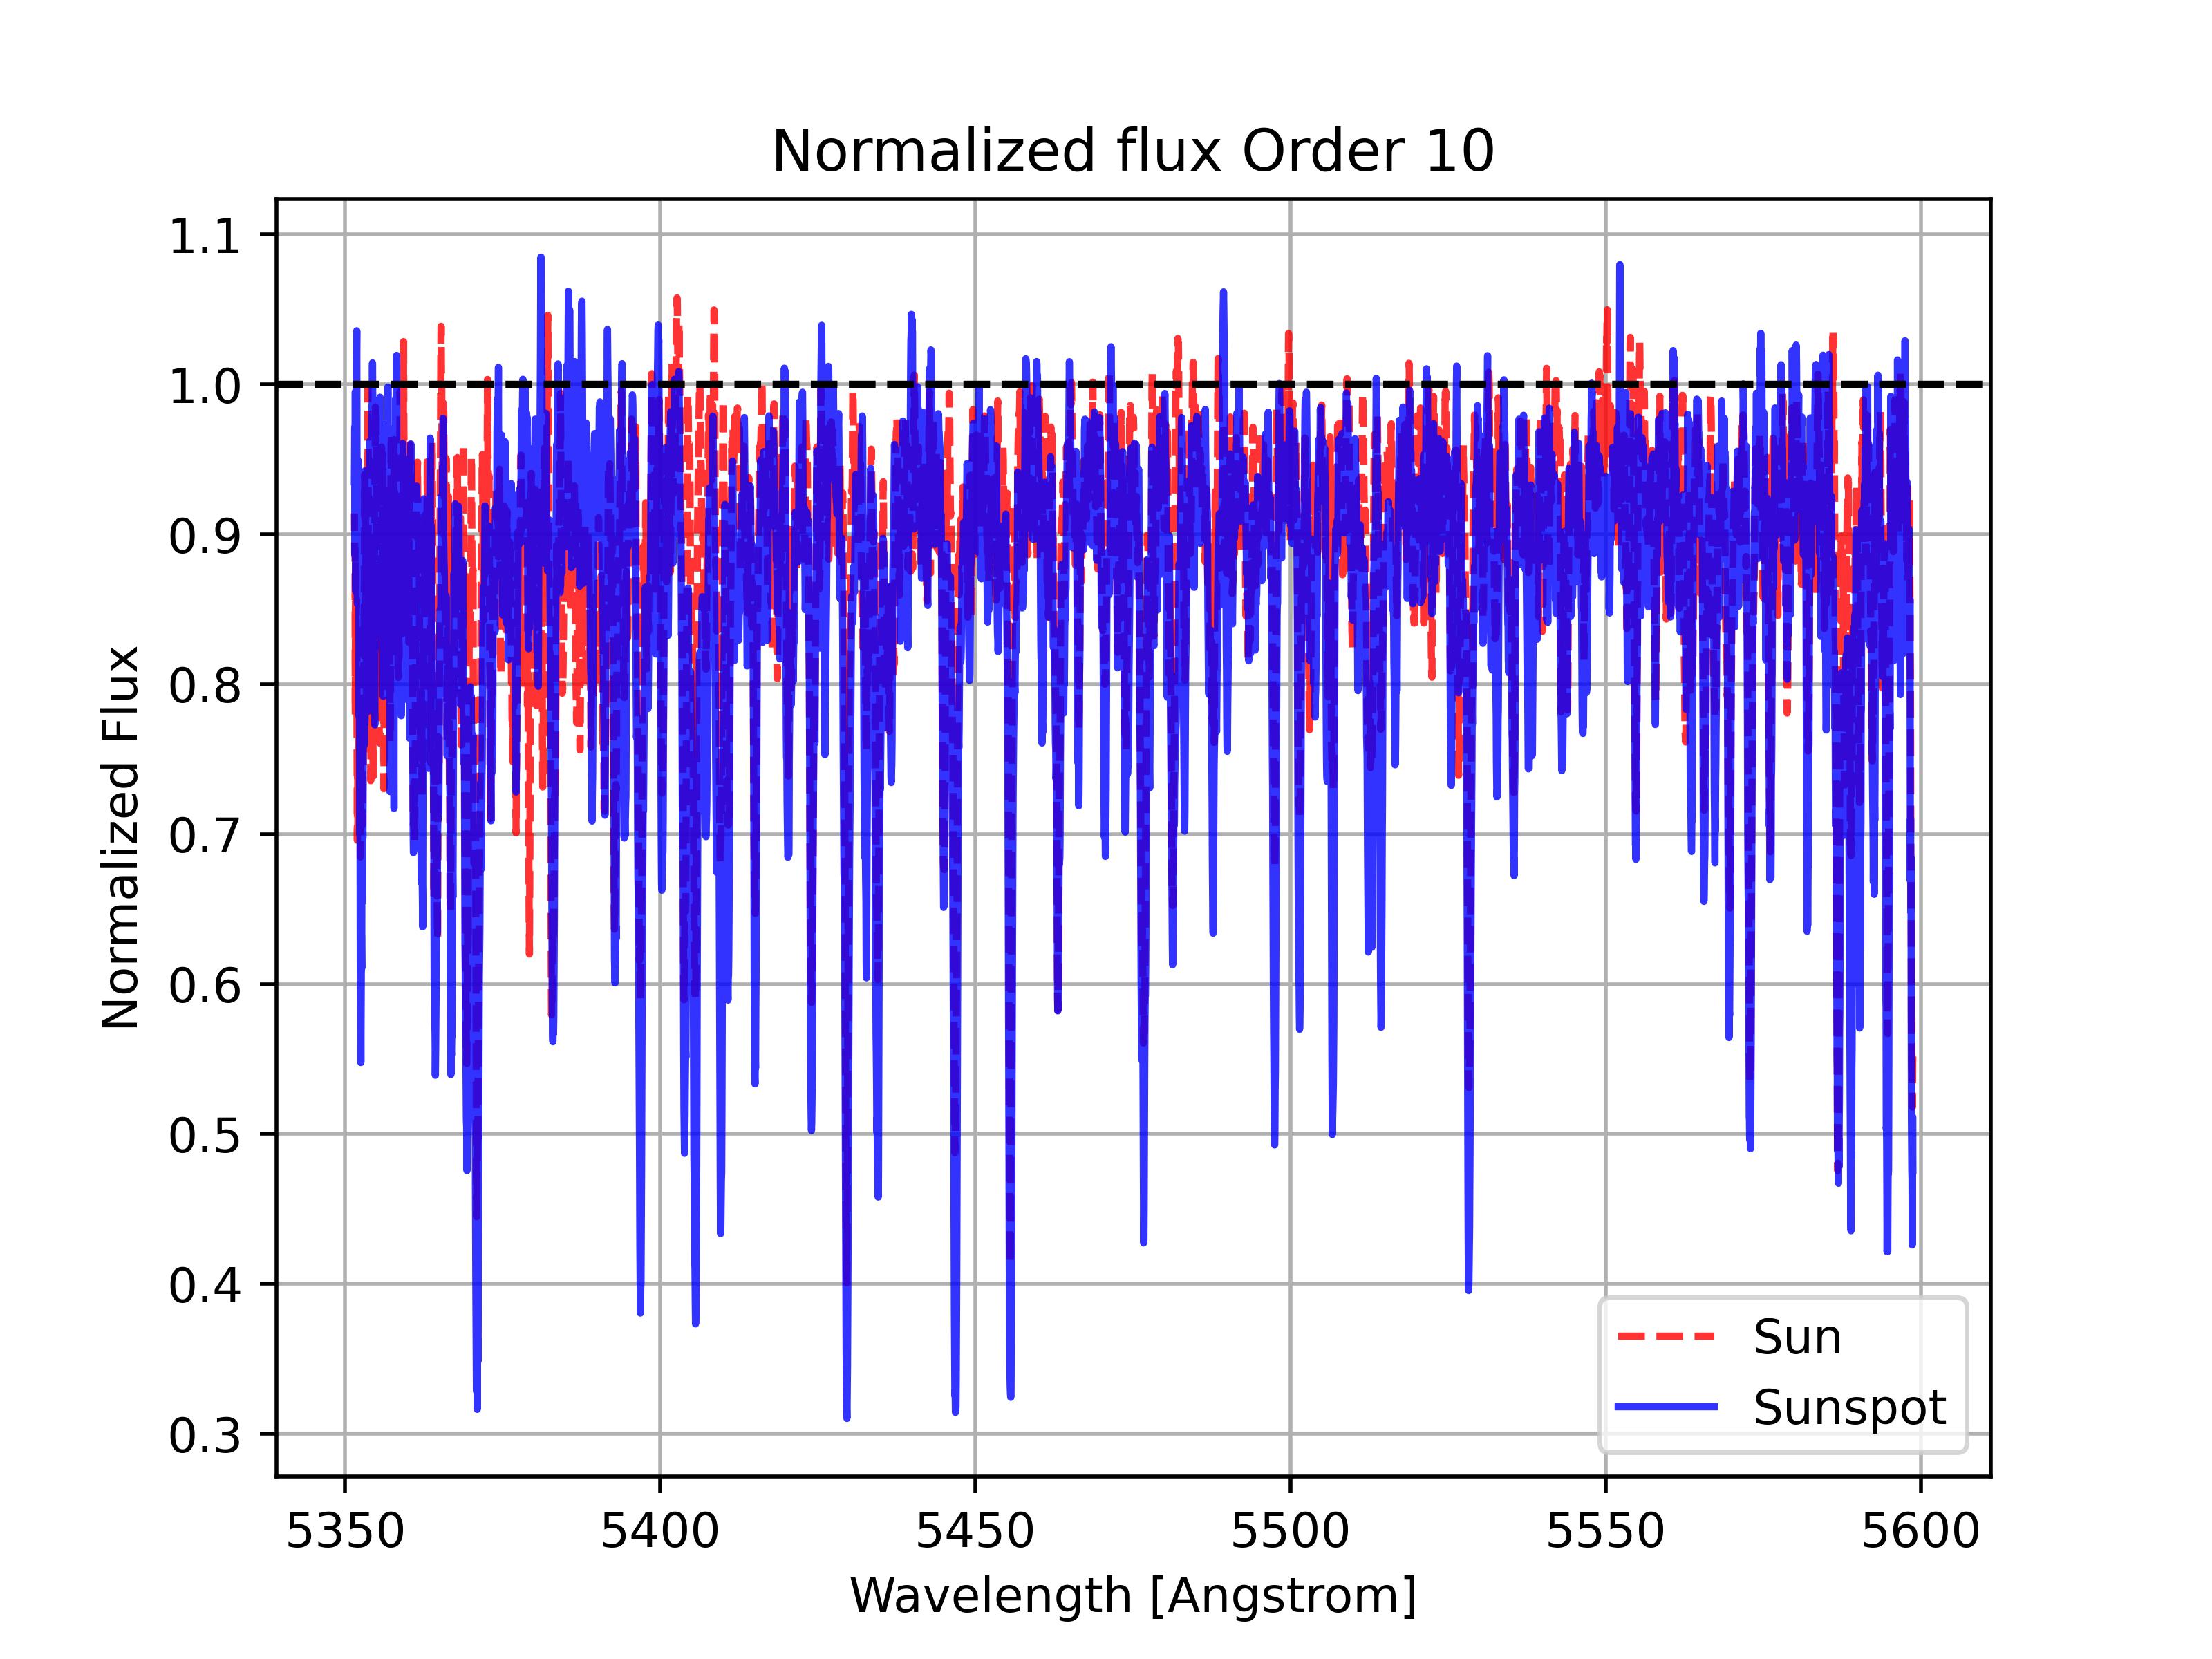 Normalized flux Order 10
1.1
1.0
0.9
0.8
0.7
0.6
0.5
0.4
0.3
Normalized Flux
Sun
Sunspot
5350 5400 5450 5500 5550 5600
Wavelength [Angstrom]